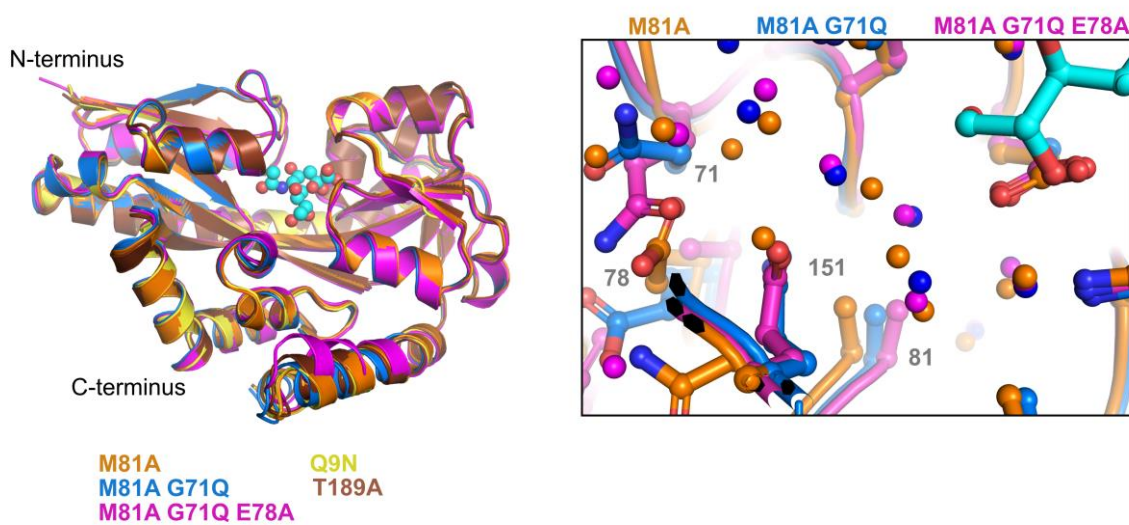 N-terminus
C-terminus
M81A Q9N
M81A G71Q T189A
M81A G71Q E78A
M81A M81A G71Q M81A G71Q E78A
71
78
151
81